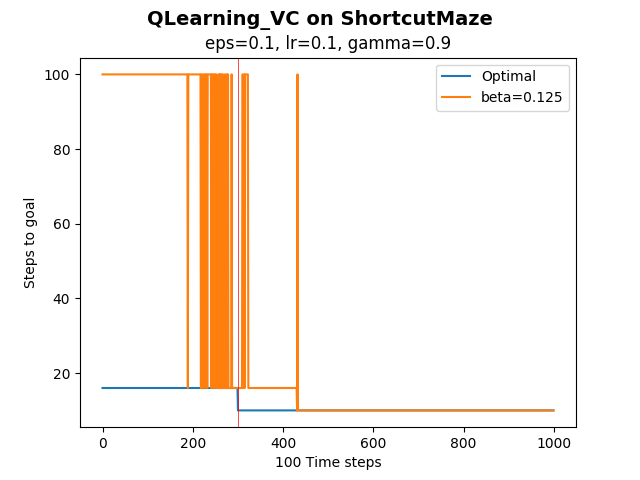 QLearning_VC on ShortcutMaze
eps=0.1, lr=0.1, gamma=0.9
Optimal
beta=0.125
Steps to goal
100
80
60
40
20
0
200
400
600
800
1000
100 Time steps